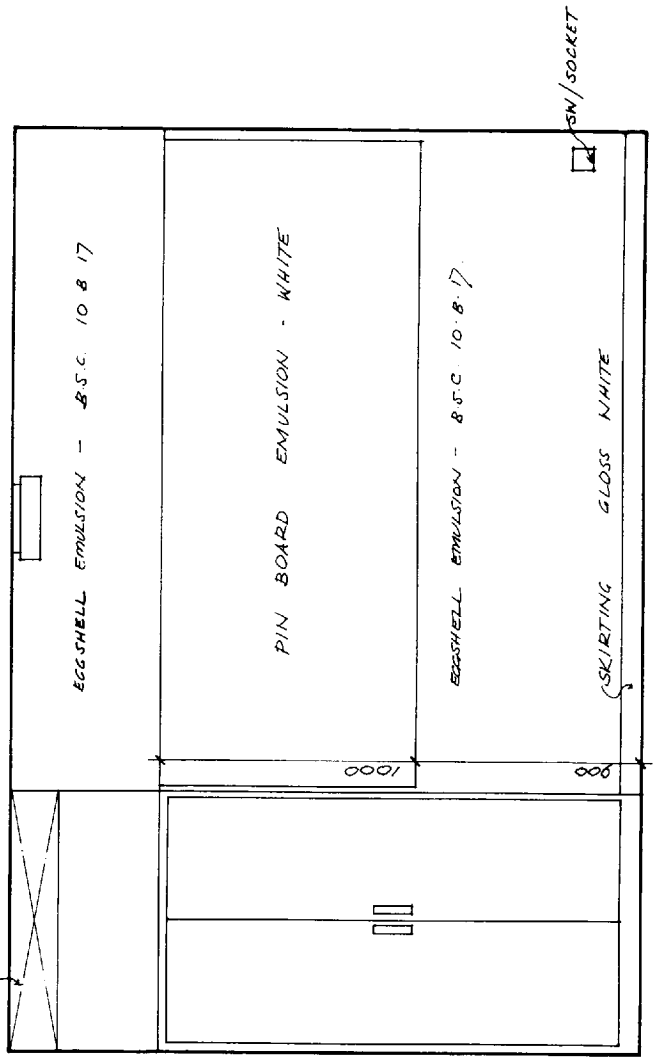 EGGSHELL EMULSION - B.S.C. 10 B 17
PIN BOARD EMULSION - WHITE
EGGSHELL EMULSION - B.S.C. 10·B·17.
SKIRTING GLOSS WHITE
SW/SOCKET
1000
900